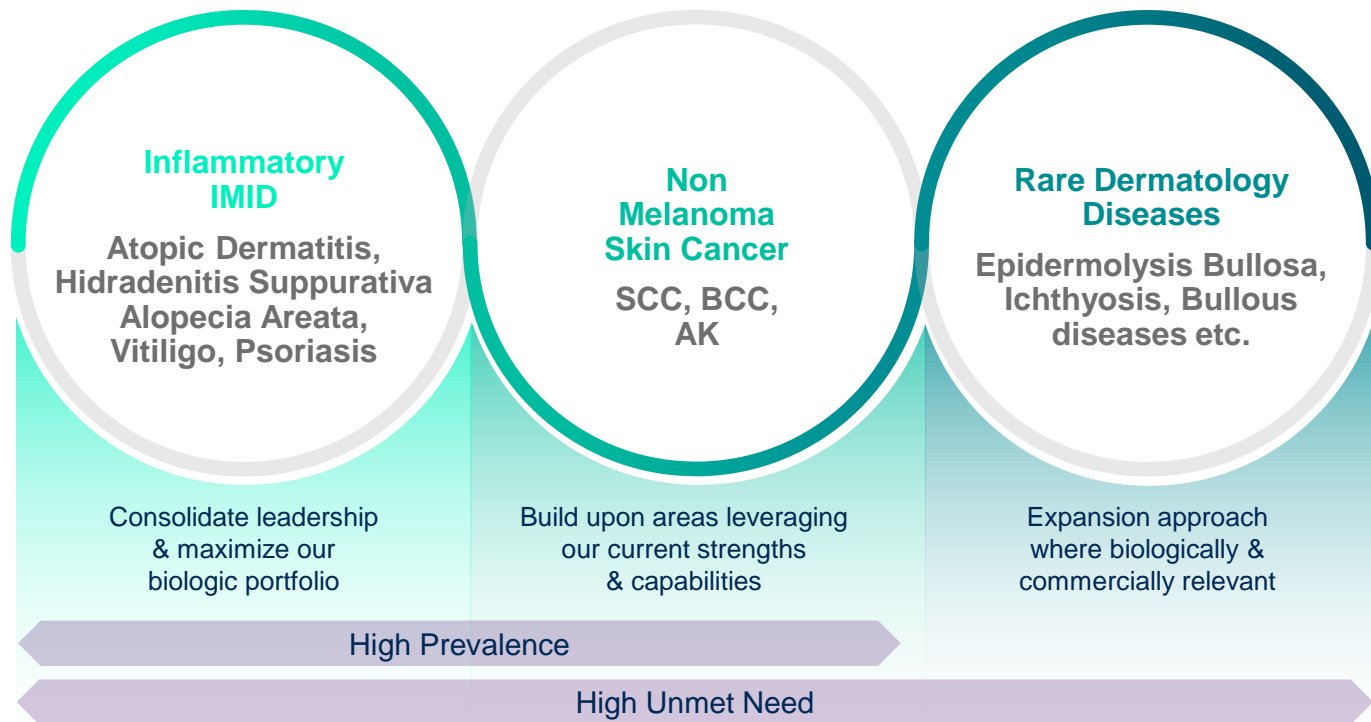 Inflammatory
IMID
Atopic Dermatitis,
Hidradenitis Suppurativa
Alopecia Areata,
Vitiligo, Psoriasis
Consolidate leadership
& maximize our
biologic portfolio
Non
Melanoma
Skin Cancer
SCC, BCC,
AK
Build upon areas leveraging
our current strengths
& capabilities
Rare Dermatology
Diseases
Epidermolysis Bullosa,
Ichthyosis, Bullous
diseases etc.
Expansion approach
where biologically &
commercially relevant
High Prevalence
High Unmet Need